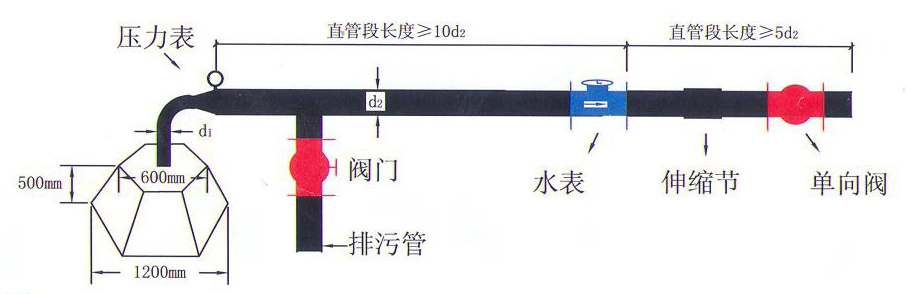 直管段长度≥10d2
直管段长度≥5d2
压力表
d2
d1
阀门
水表
伸缩节
单向阀
500mm
600mm
排污管
1200mm